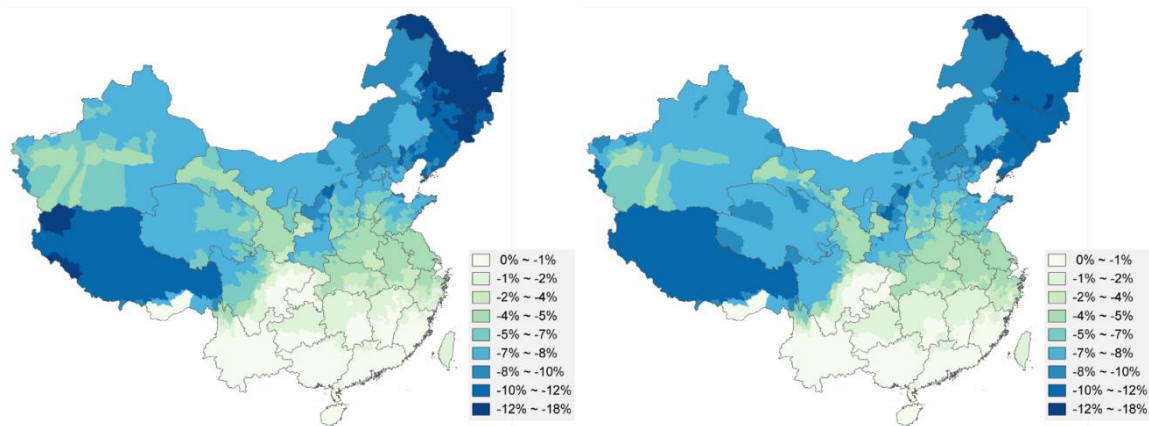 0% ~ -1%
-1% ~ -2%
-2% ~ -4%
-4% ~ -5%
-5% ~ -7%
-7% ~ -8%
-8% ~ -10%
-10% ~ -12%
-12% ~ -18%
0% ~ -1%
-1% ~ -2%
-2% ~ -4%
-4% ~ -5%
-5% ~ -7%
-7% ~ -8%
-8% ~ -10%
-10% ~ -12%
-12% ~ -18%